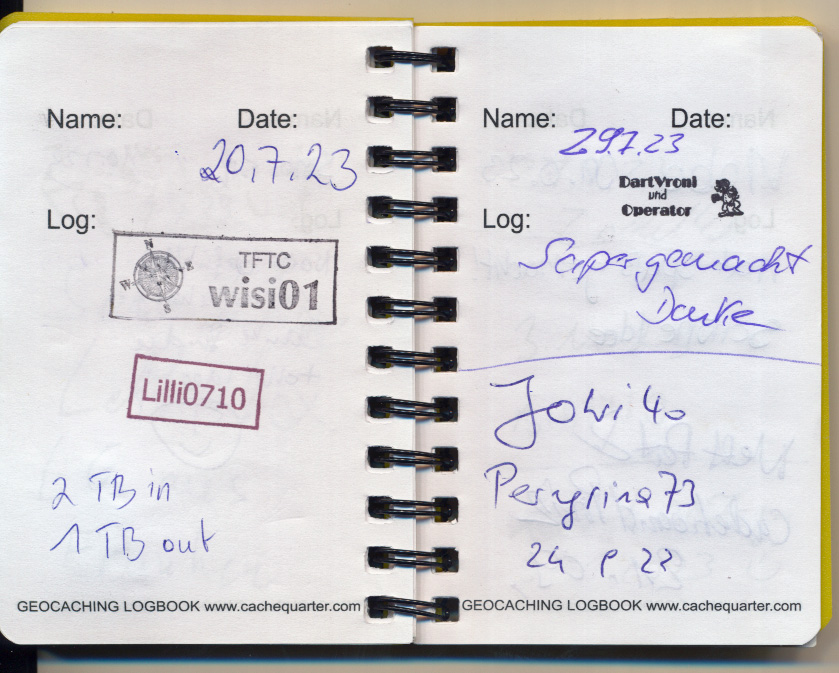 Name: Date:
20.7.23
Log:
N
W E
S
TFTC
wisi01
Lilli0710
2 TB in
1 TB out
GEOCACHING LOGBOOK www.cachequarter.com
Name: Date:
29.7.23
DartVroni
und
Operator
Log:
Super gemacht
Danke
Jowi40
Peregrina73
24
GEOCACHING LOGBOOK www.cachequarter.com